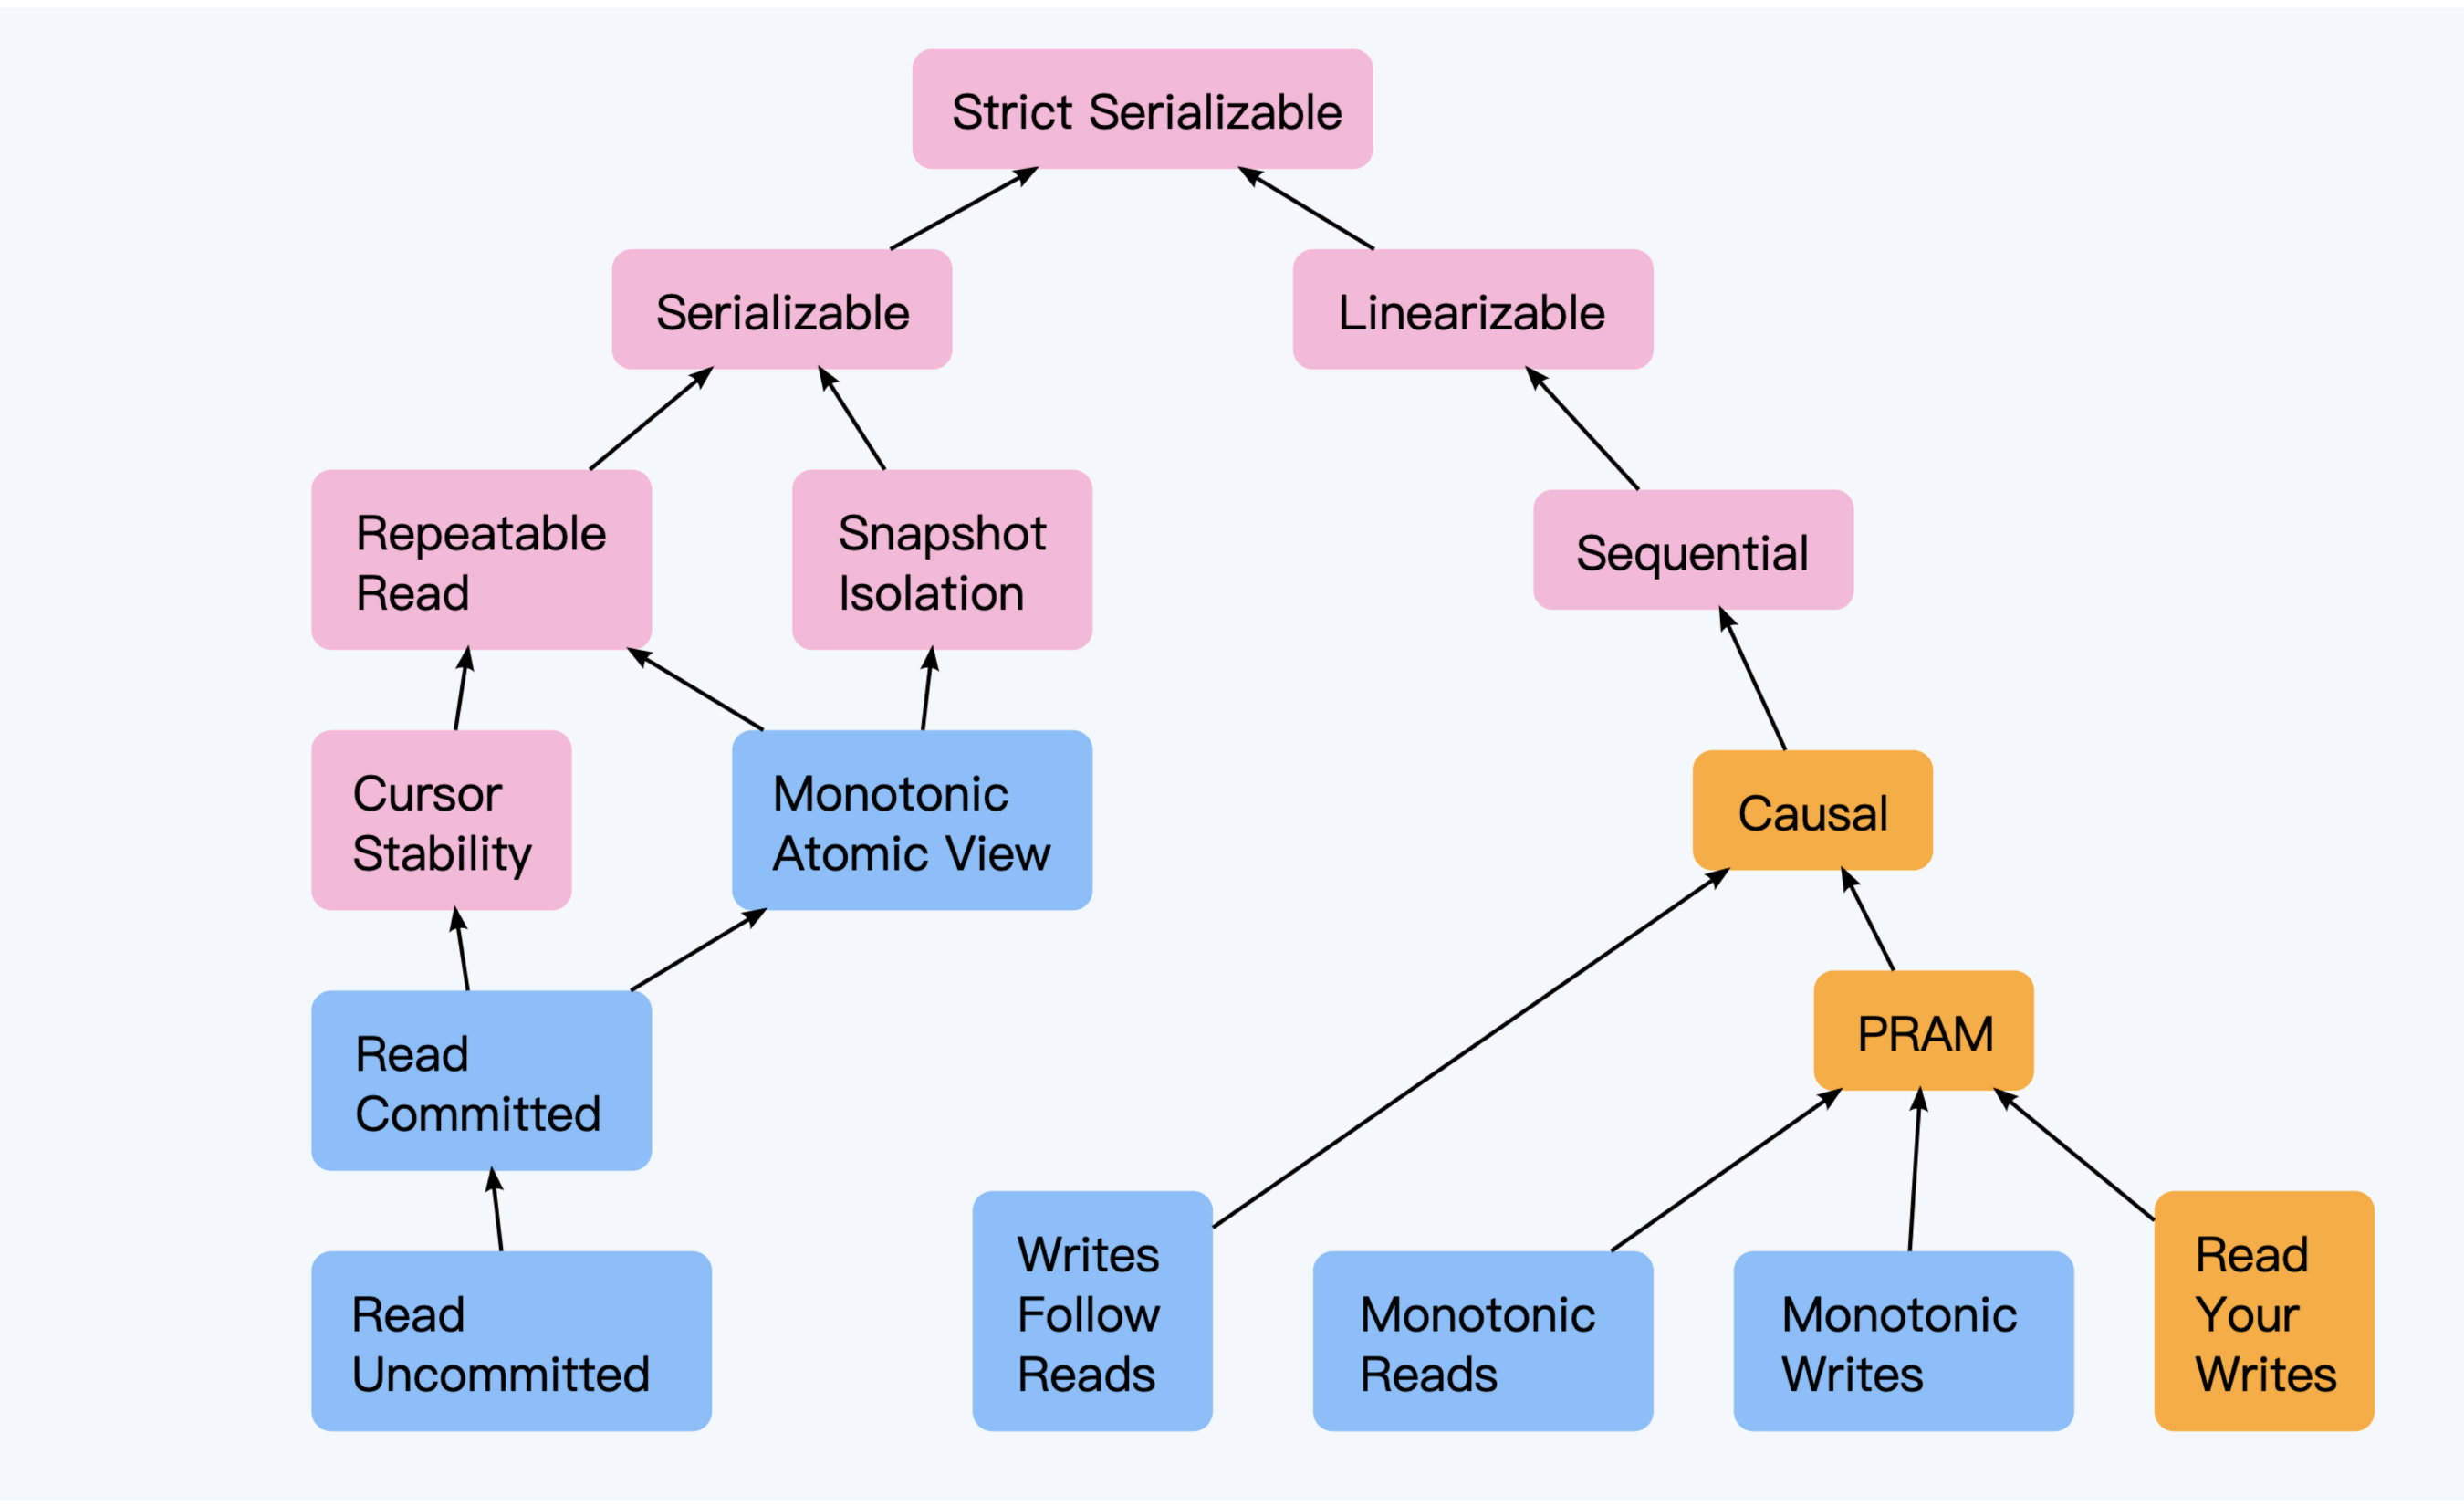 Strict Serializable
Serializable
Linearizable
Repeatable
Read
Snapshot
Isolation
Sequential
Cursor
Stability
Monotonic
Atomic View
Causal
Read
Committed
PRAM
Read
Uncommitted
Writes
Follow
Reads
Monotonic
Reads
Monotonic
Writes
Read
Your
Writes